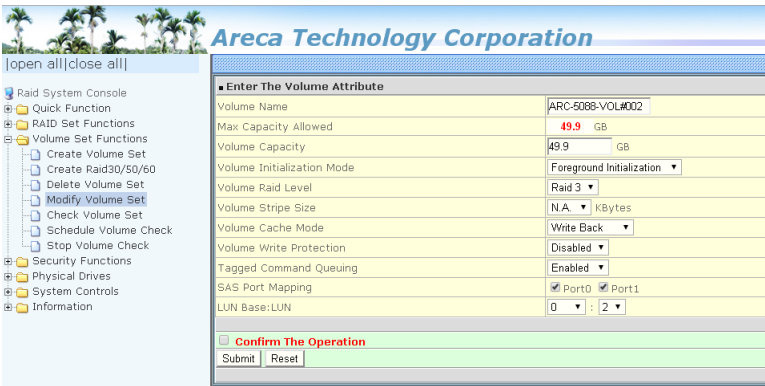 Areca Technology Corporation
|open all|close all|
Raid System Console
Quick Function
RAID Set Functions
Volume Set Functions
Create Volume Set
Create Raid30/50/60
Delete Volume Set
Modify Volume Set
Check Volume Set
Schedule Volume Check
Stop Volume Check
Security Functions
Physical Drives
System Controls
Information
Enter The Volume Attribute
Volume Name ARC-5088-VOL#002
Max Capacity Allowed 49.9 GB
Volume Capacity 49.9 GB
Volume Initialization Mode Foreground Initialization
Volume Raid Level Raid 3
Volume Stripe Size N.A. KBytes
Volume Cache Mode Write Back
Volume Write Protection Disabled
Tagged Command Queuing Enabled
SAS Port Mapping Port0 Port1
LUN Base:LUN 0 : 2
Confirm The Operation
Submit Reset